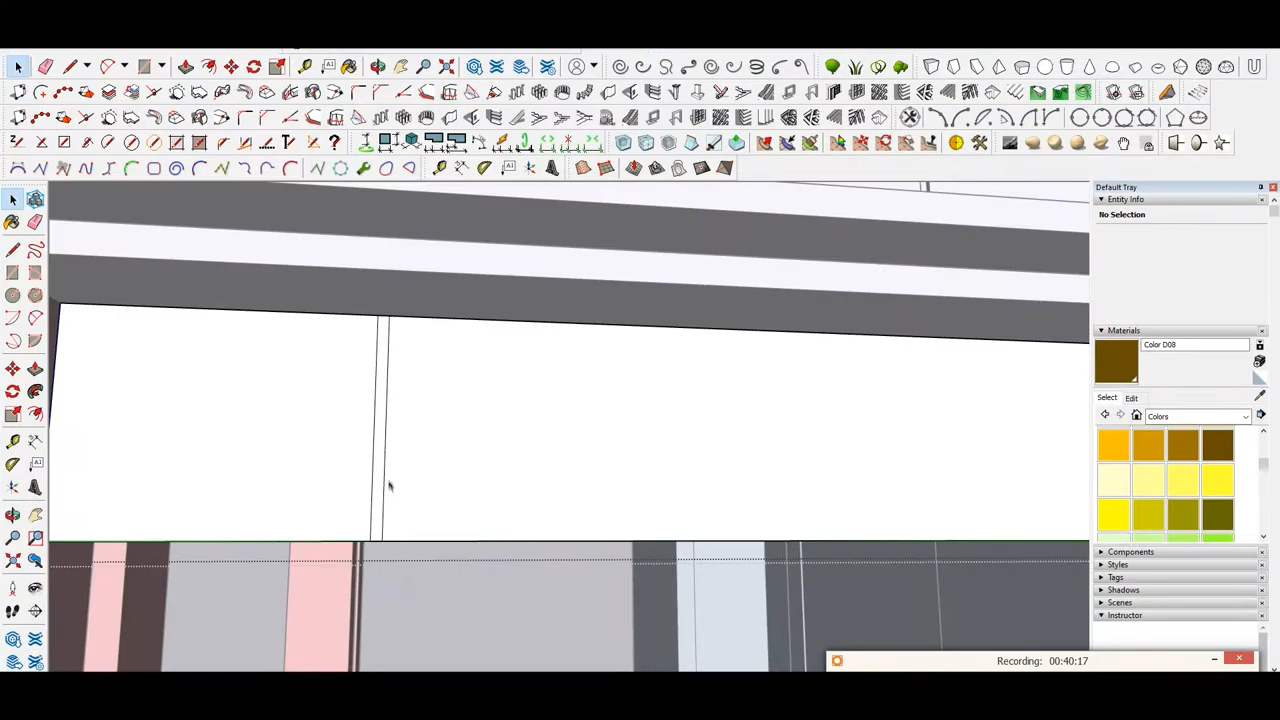 Default Tray
Entity Info
No Selection
Materials
Color D08
Select Edit
Colors
Components
Styles
Tags
Shadows
Scenes
Instructor
Recording: 00:40:17